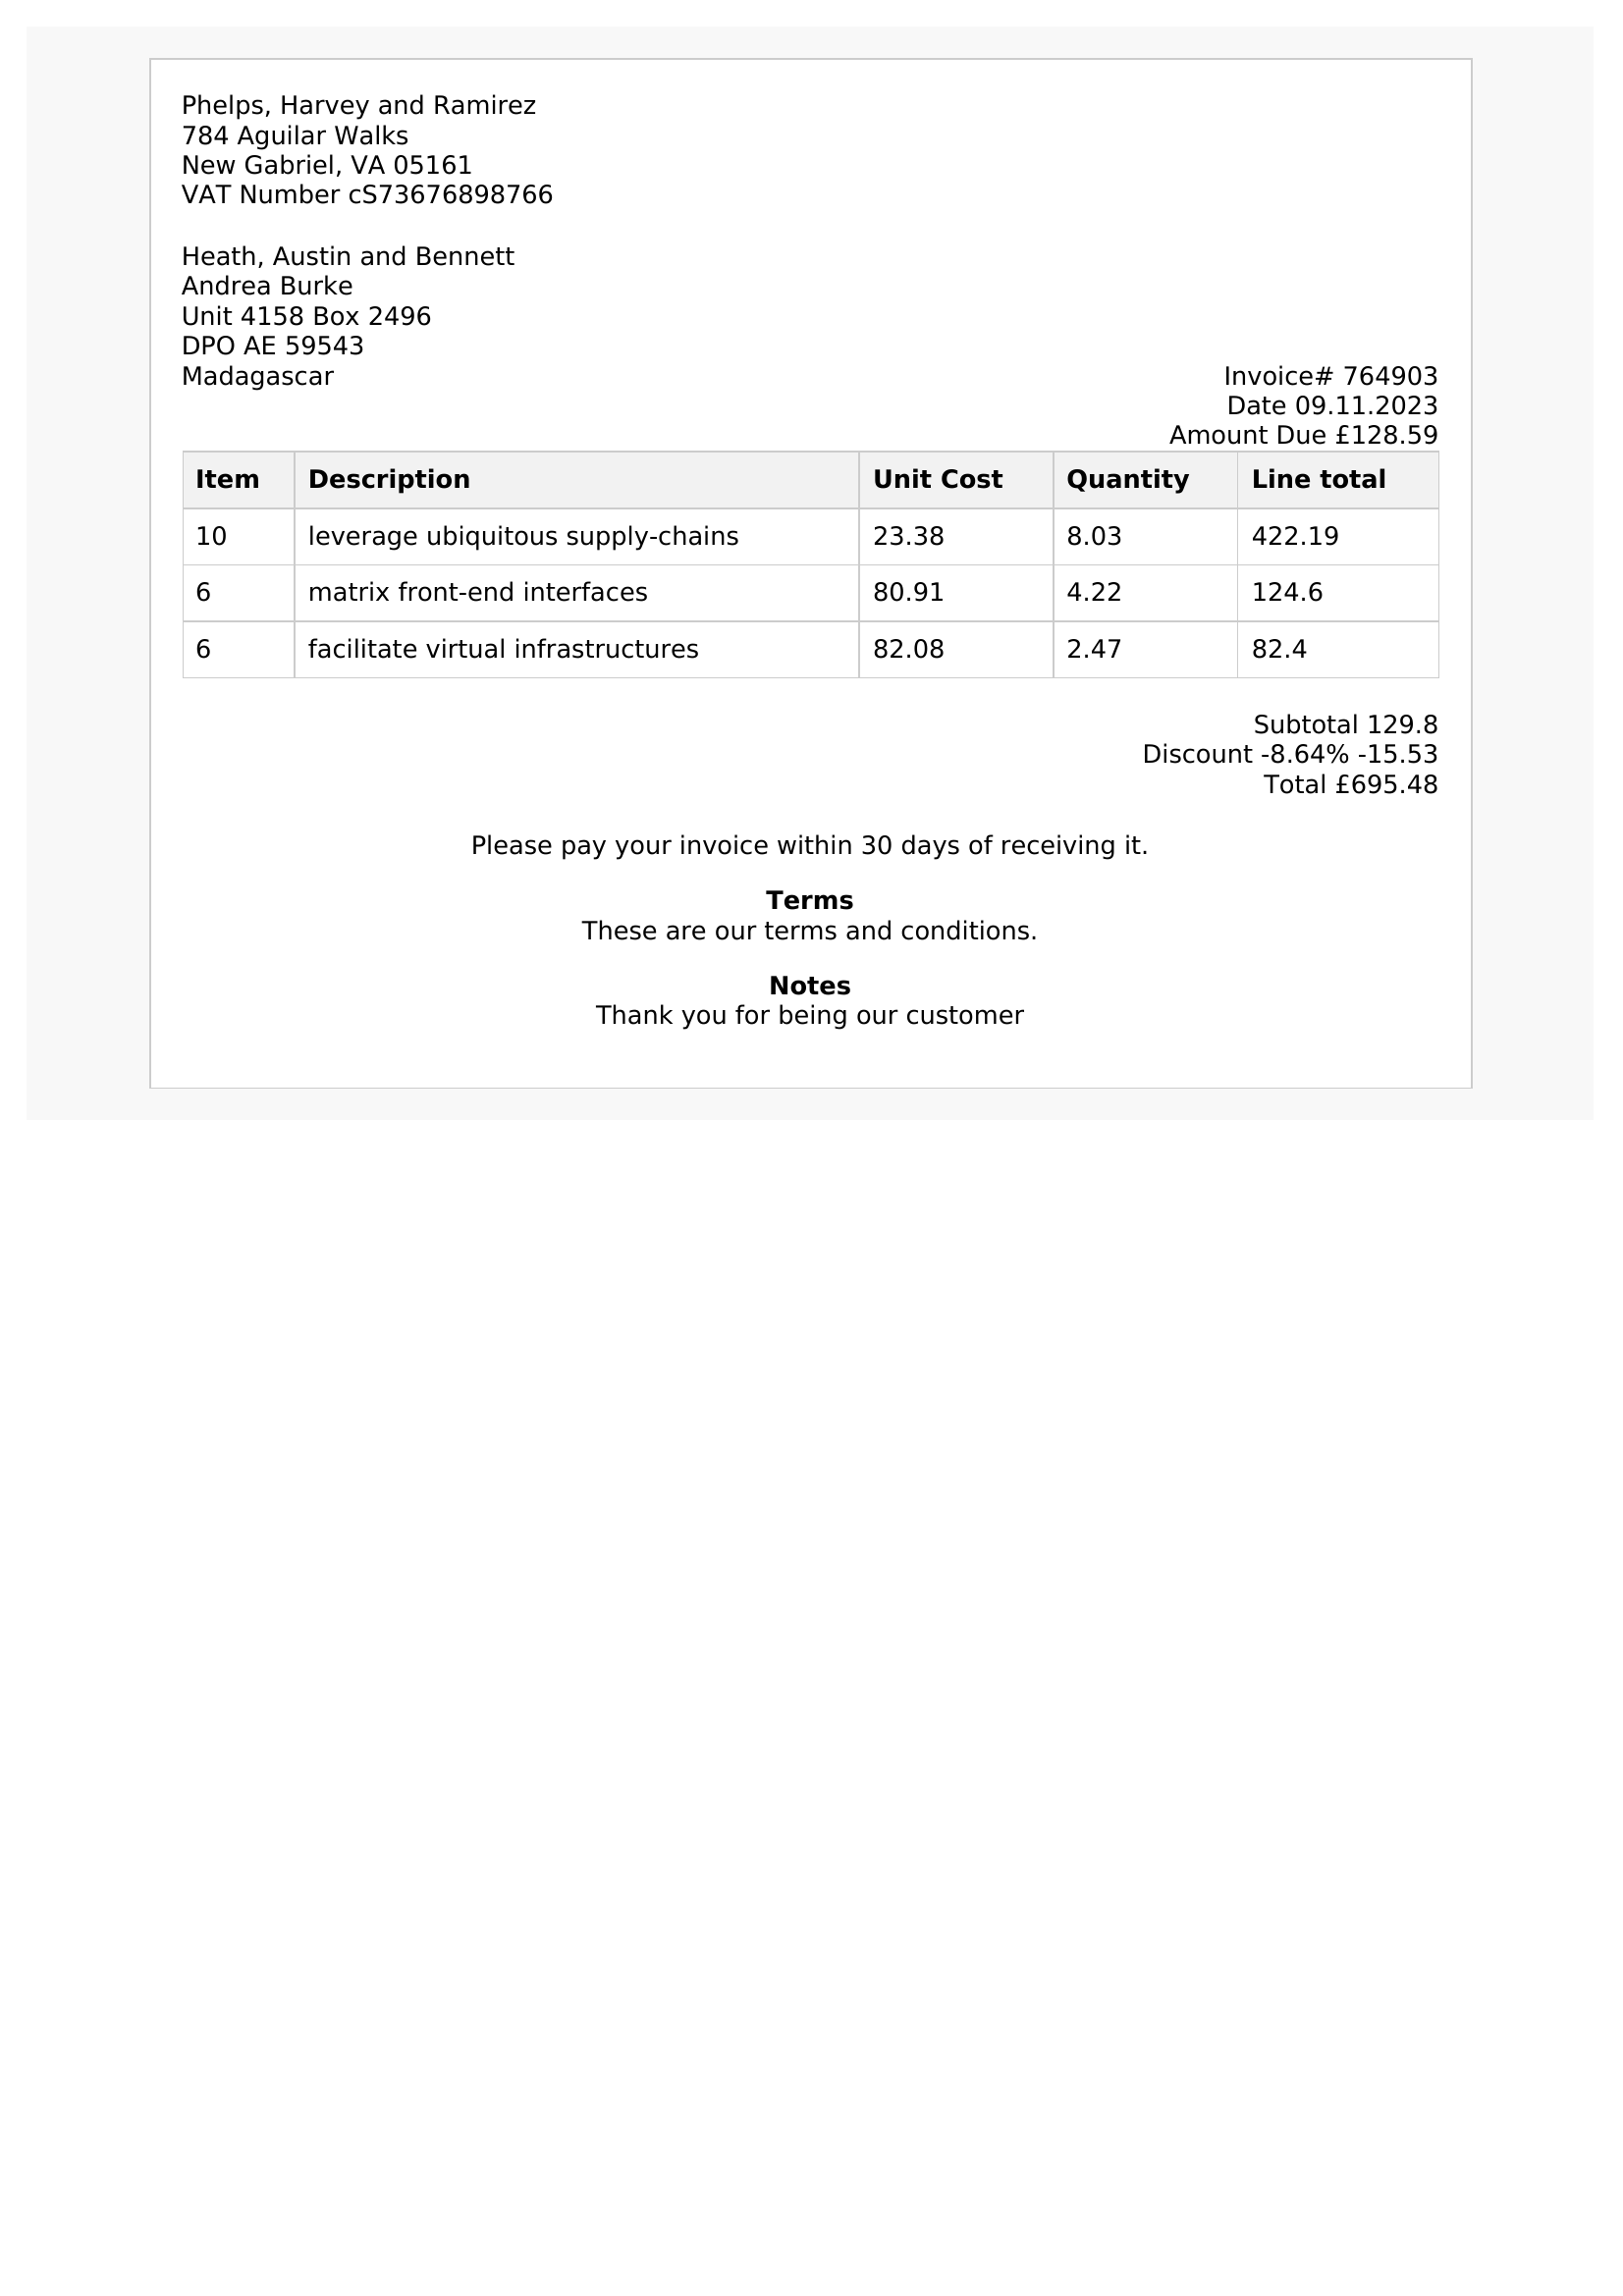 Phelps, Harvey and Ramirez
784 Aguilar Walks
New Gabriel, VA 05161
VAT Number cS73676898766
Heath, Austin and Bennett
Andrea Burke
Unit 4158 Box 2496
DPO AE 59543
Madagascar
Invoice# 764903
Date 09.11.2023
Amount Due £128.59
Item Description Unit Cost Quantity Line total
10 leverage ubiquitous supply-chains 23.38 8.03 422.19
6 matrix front-end interfaces 80.91 4.22 124.6
6 facilitate virtual infrastructures 82.08 2.47 82.4
Subtotal 129.8
Discount -8.64% -15.53
Total £695.48
Please pay your invoice within 30 days of receiving it.
Terms
These are our terms and conditions.
Notes
Thank you for being our customer